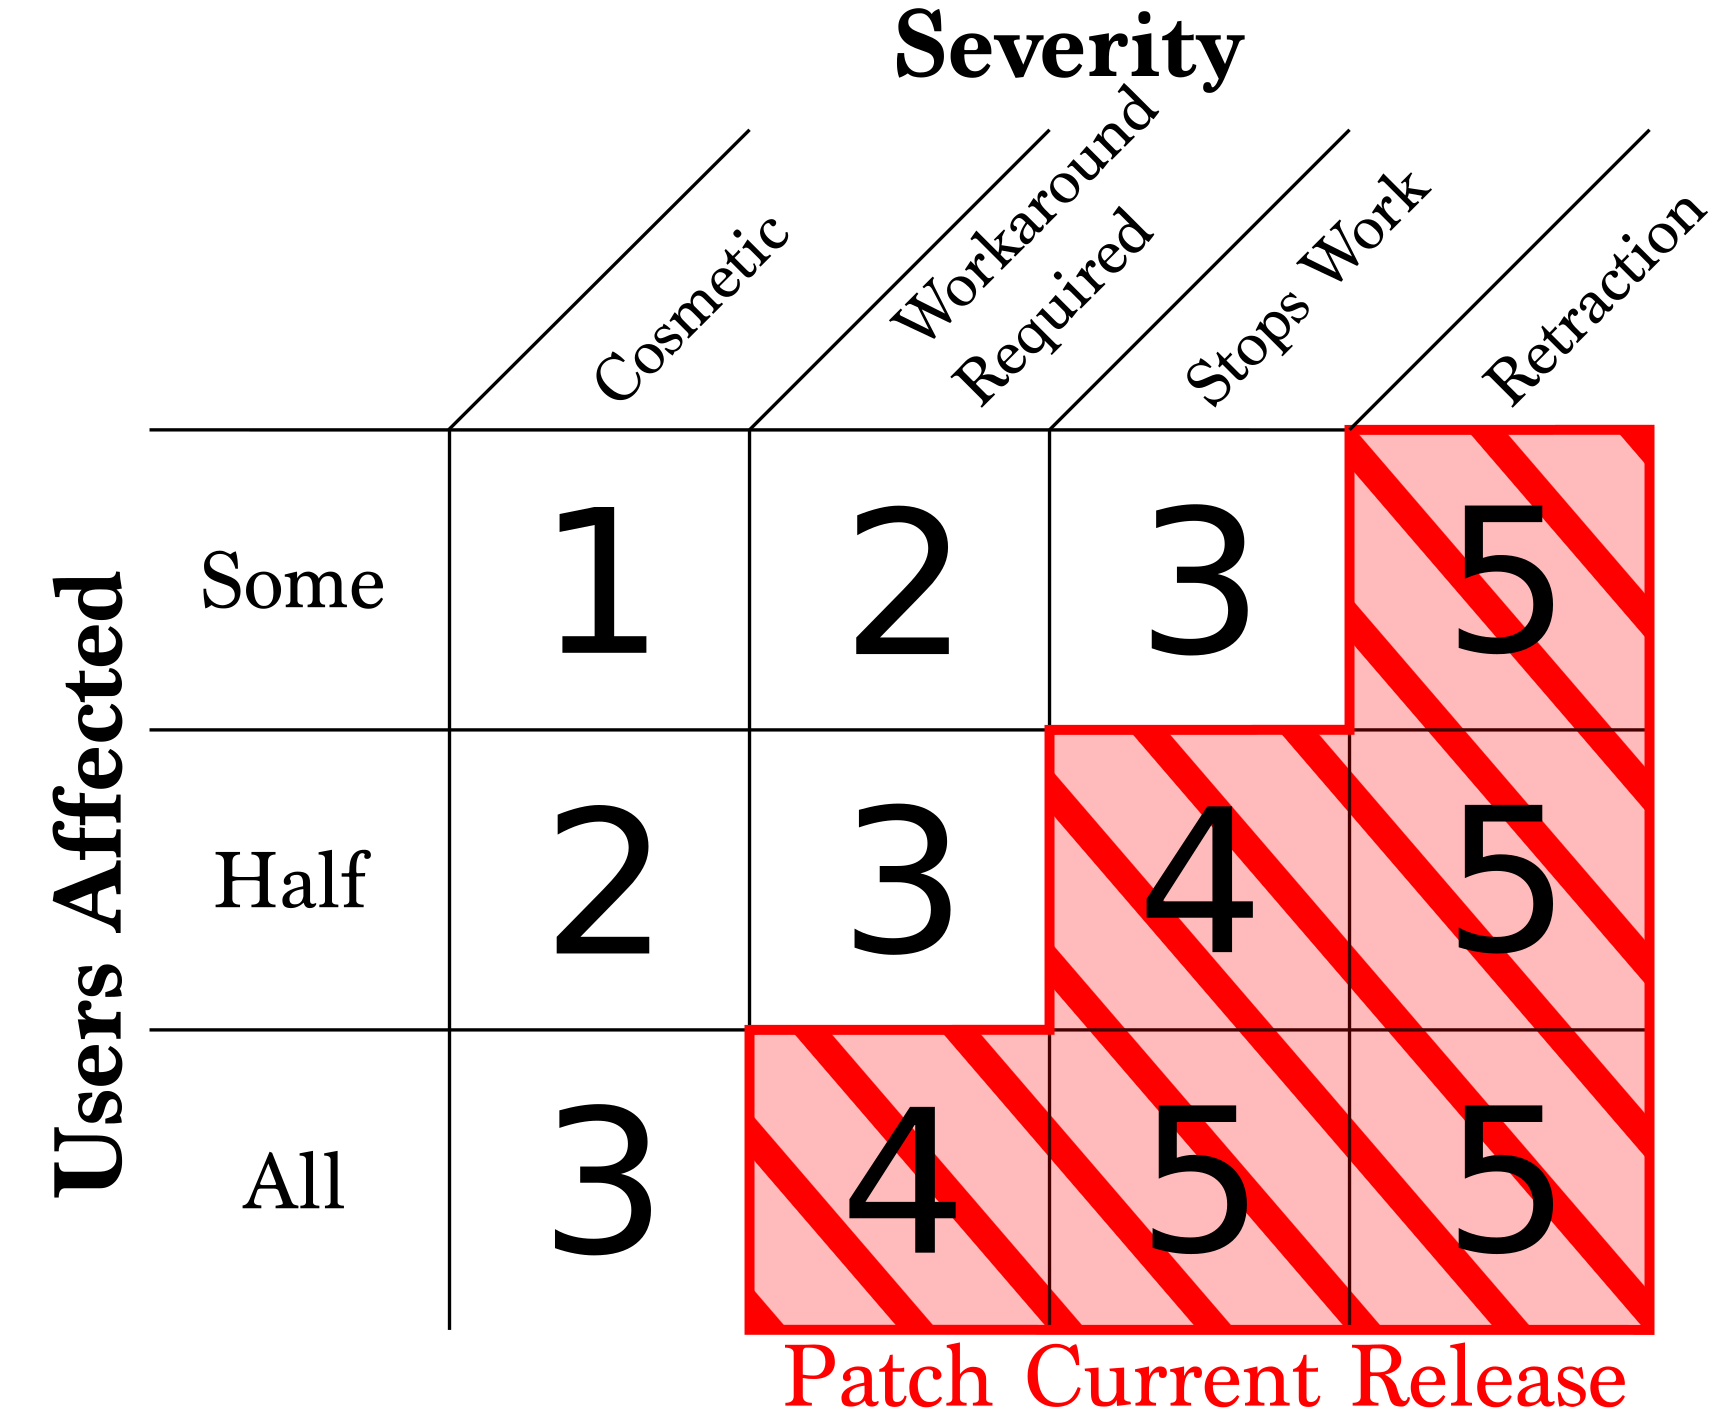 Severity
Cosmetic
Workaround
Required
Stops Work
Retraction
Users Affected
Some 1 2 3 5
Half 2 3 4 5
All 3 4 5 5
Patch Current Release